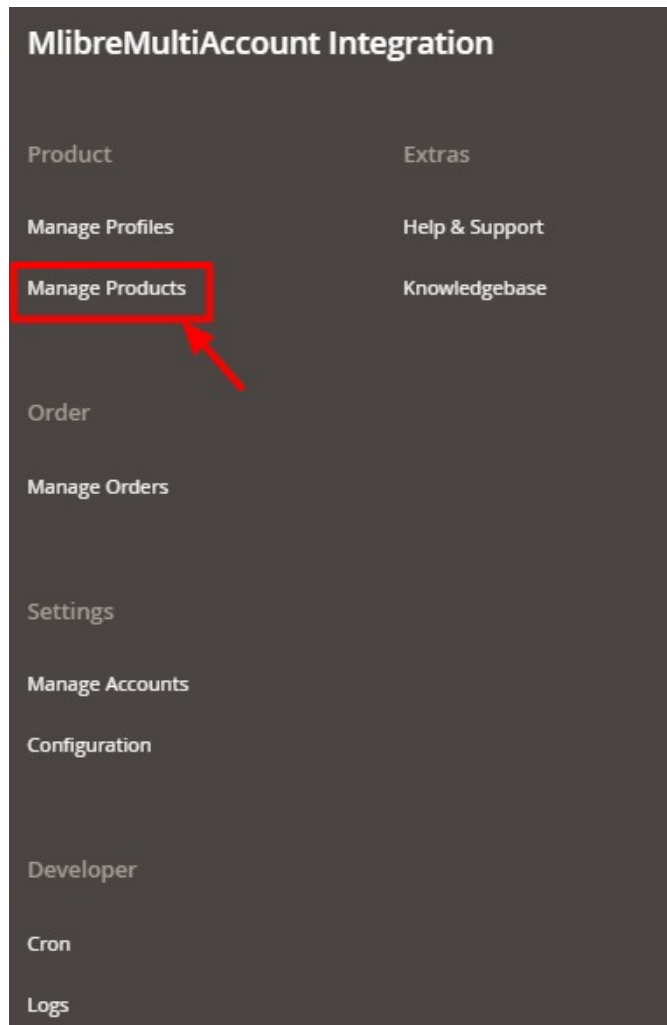 MlibreMultiAccount Integration
Product
Manage Profiles
Manage Products
Order
Manage Orders
Settings
Manage Accounts
Configuration
Developer
Cron
Logs
Extras
Help & Support
Knowledgebase